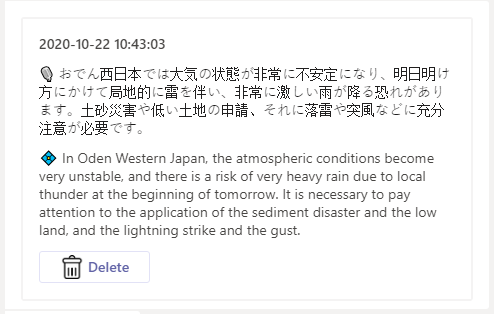 2020-10-22 10:43:03
おでん西日本では大気の状態が非常に不安定になり、明日明け
方にかけて局地的に雷を伴い、非常に激しい雨が降る恐れがあり
ます。土砂災害や低い土地の申請、それに落雷や突風などに充分
注意が必要です。
In Oden Western Japan, the atmospheric conditions become
very unstable, and there is a risk of very heavy rain due to local
thunder at the beginning of tomorrow. It is necessary to pay
attention to the application of the sediment disaster and the low
land, and the lightning strike and the gust.
Delete